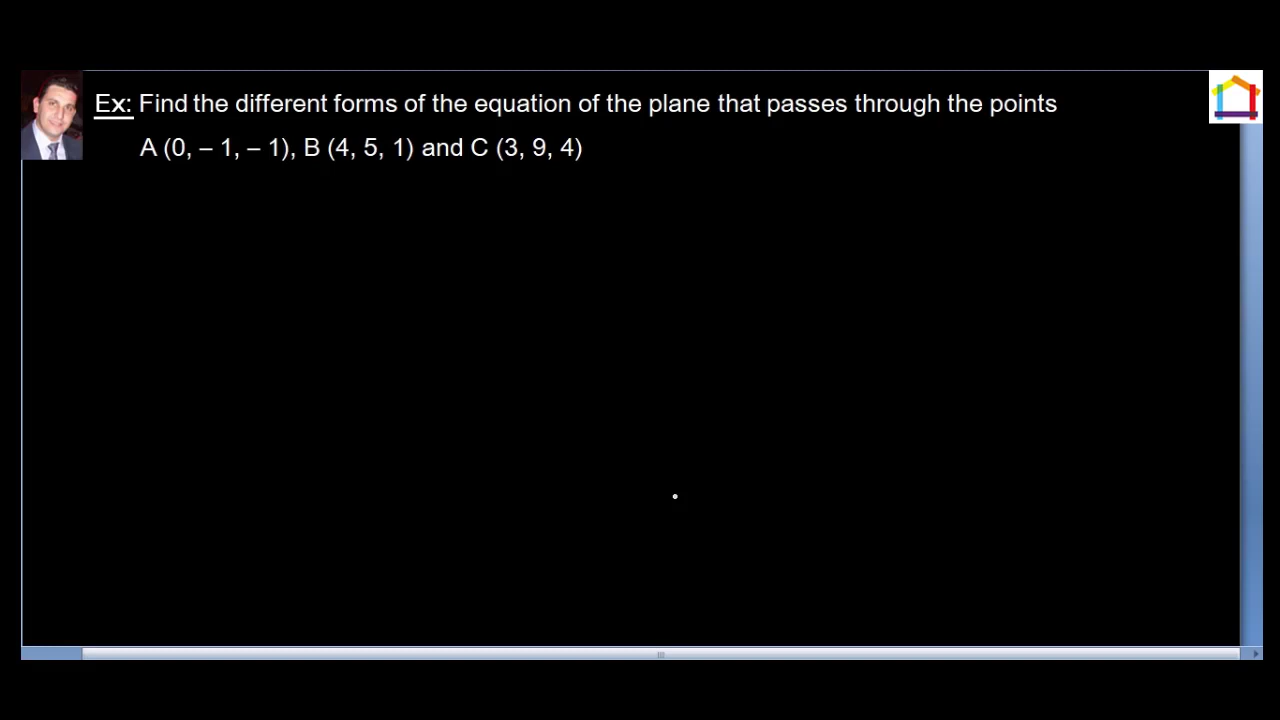 Ex: Find the different forms of the equation of the plane that passes through the points
A (0, – 1, – 1), B (4, 5, 1) and C (3, 9, 4)